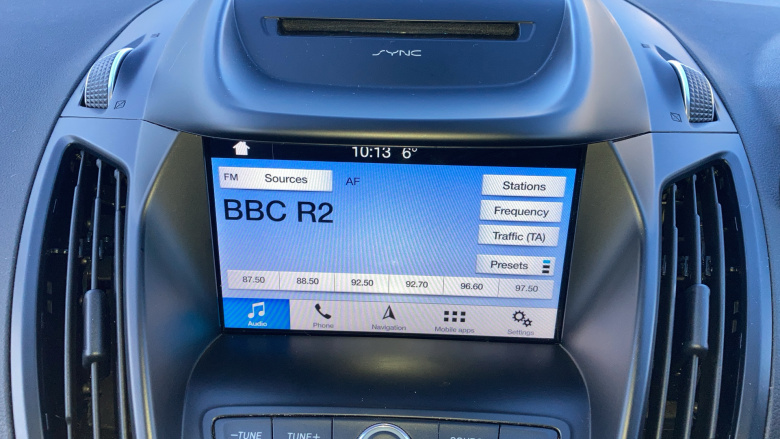 SYNC
10:13 6°
FM Sources AF
Stations
BBC R2
Frequency
Traffic (TA)
Presets
87.50 88.50 92.50 92.70 96.60 97.50
Audio Phone Navigation Mobile apps Settings
−TUNE TUNE+